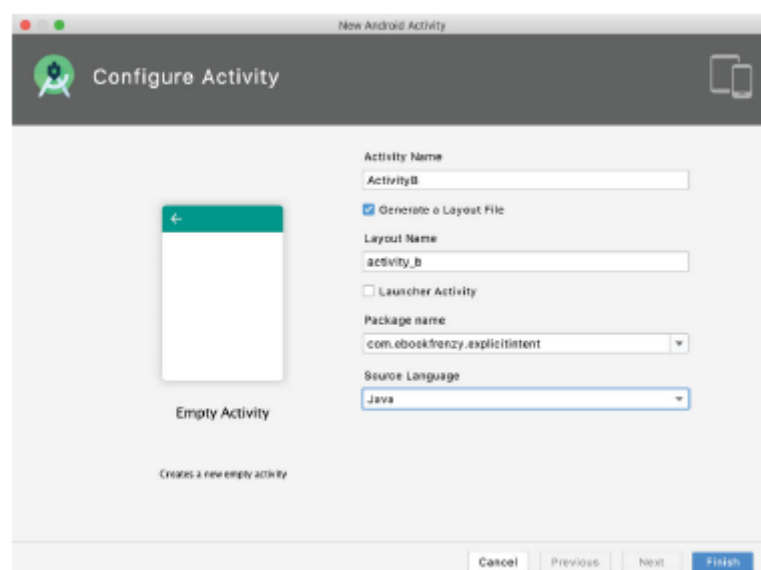 New Android Activity
Configure Activity
Activity Name
ActivityB
Generate a Layout File
Layout Name
activity_b
Launcher Activity
Package name
com.ebookfrenzy.explicitintent
Source Language
Java
Empty Activity
Creates a new empty activity
Cancel
Previous
Next
Finish